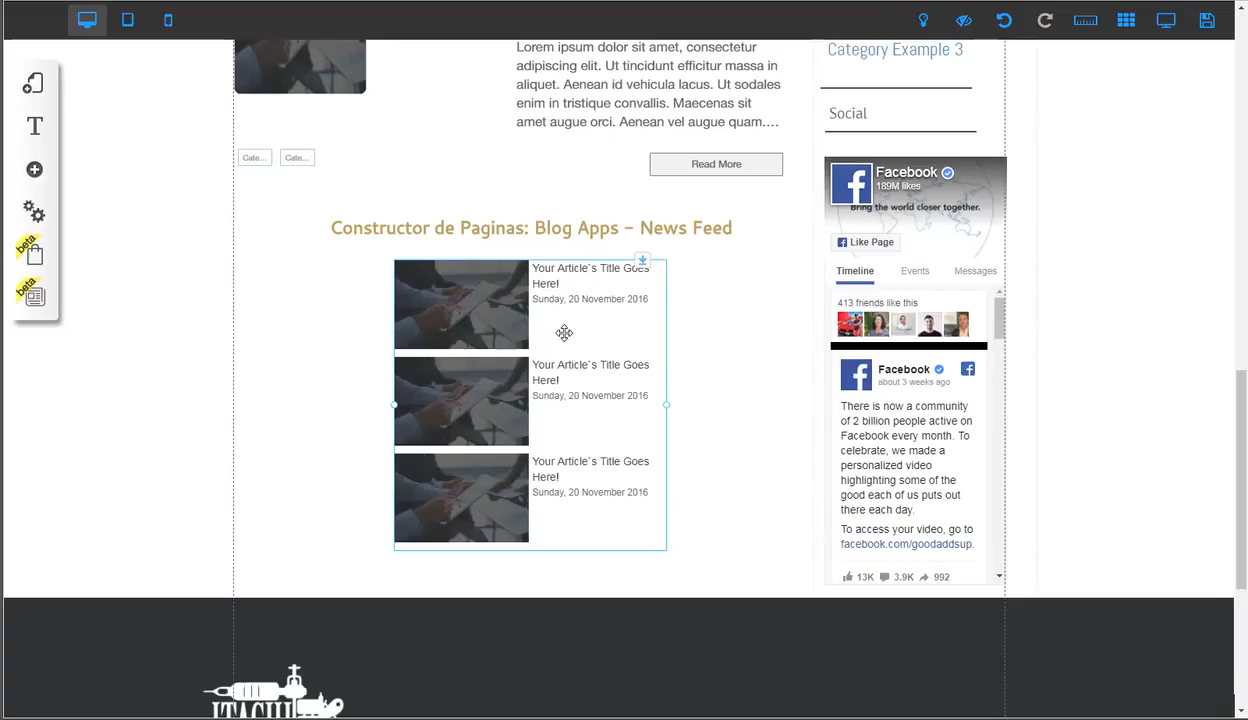 Lorem ipsum dolor sit amet, consectetur
adipiscing elit. Ut tincidunt efficitur massa in
aliquet. Aenean id vehicula lacus. Ut sodales
enim in tristique convallis. Maecenas sit
amet augue orci. Aenean vel augue quam....
Cate...
Cate...
Read More
beta
beta
Constructor de Paginas: Blog Apps - News Feed
Your Article`s Title Goes
Here!
Sunday, 20 November 2016
Your Article`s Title Goes
Here!
Sunday, 20 November 2016
Your Article`s Title Goes
Here!
Sunday, 20 November 2016
Category Example 3
Social
Facebook
189M likes
Bring the world closer together.
Like Page
Timeline
Events
Messages
413 friends like this
Facebook
about 3 weeks ago
There is now a community
of 2 billion people active on
Facebook every month. To
celebrate, we made a
personalized video
highlighting some of the
good each of us puts out
there each day.
To access your video, go to
facebook.com/goodaddsup.
13K
3.9K
992